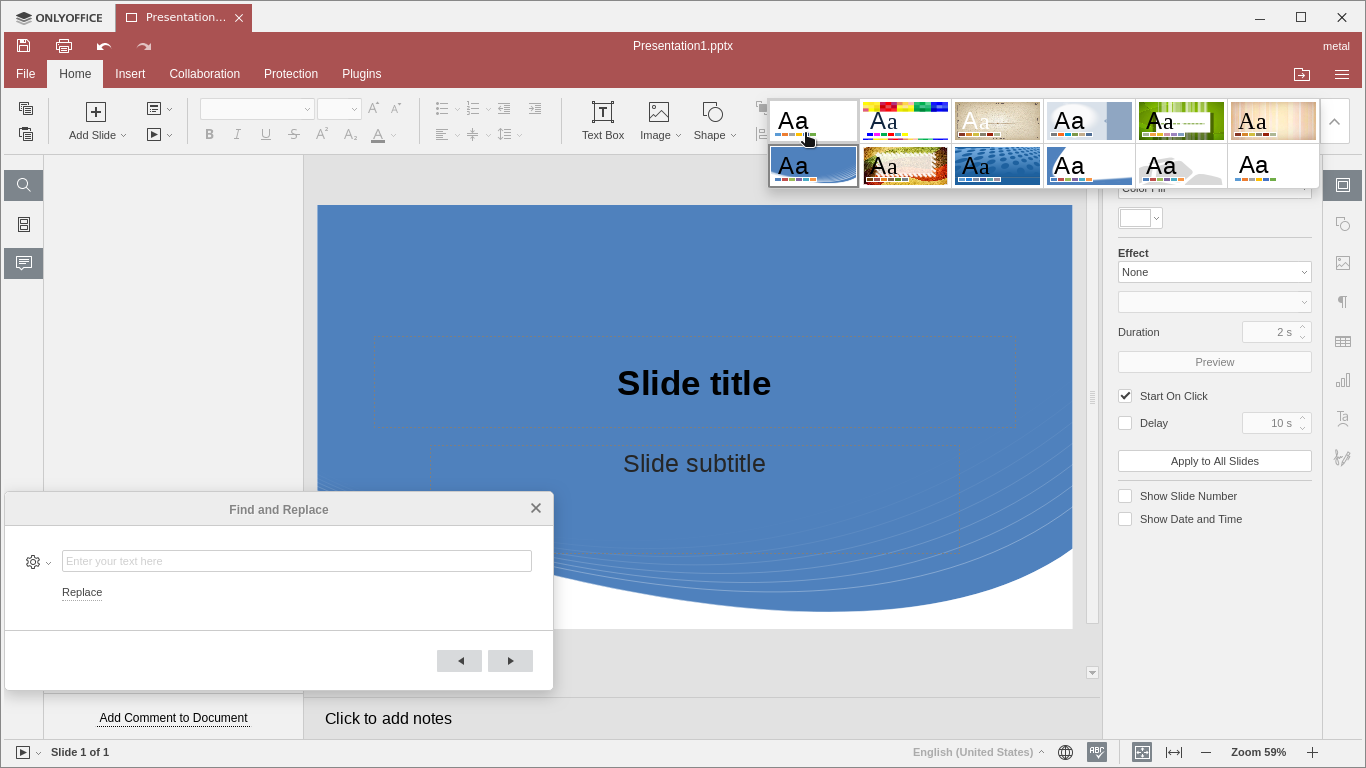 ONLYOFFICE
Presentation...
Presentation1.pptx
metal
File
Home
Insert
Collaboration
Protection
Plugins
Add Slide
B I U S A A
Text Box
Image
Shape
Aa Aa Aa Aa Aa Aa
Aa Aa Aa Aa Aa Aa
Color Fill
Effect
None
Duration
2 s
Preview
Start On Click
Delay
10 s
Apply to All Slides
Show Slide Number
Show Date and Time
Slide title
Slide subtitle
Find and Replace
Enter your text here
Replace
Add Comment to Document
Click to add notes
Slide 1 of 1
English (United States)
ABC
Zoom 59%